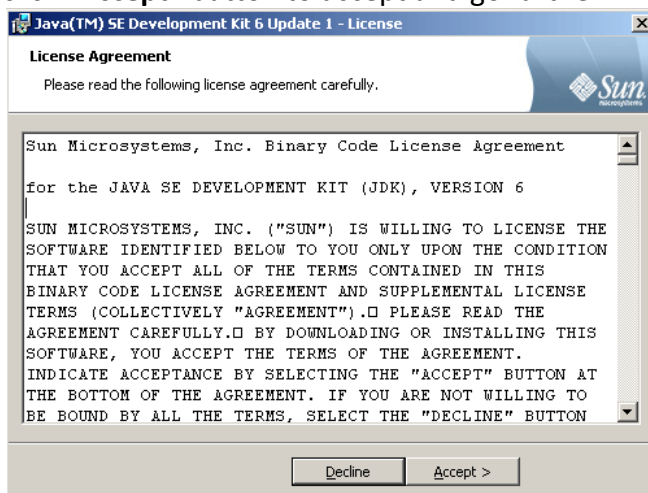 Java(TM) SE Development Kit 6 Update 1 - License
License Agreement
Please read the following license agreement carefully.
Sun
microsystems
Sun Microsystems, Inc. Binary Code License Agreement
for the JAVA SE DEVELOPMENT KIT (JDK), VERSION 6
SUN MICROSYSTEMS, INC. ("SUN") IS WILLING TO LICENSE THE
SOFTWARE IDENTIFIED BELOW TO YOU ONLY UPON THE CONDITION
THAT YOU ACCEPT ALL OF THE TERMS CONTAINED IN THIS
BINARY CODE LICENSE AGREEMENT AND SUPPLEMENTAL LICENSE
TERMS (COLLECTIVELY "AGREEMENT").□ PLEASE READ THE
AGREEMENT CAREFULLY.□ BY DOWNLOADING OR INSTALLING THIS
SOFTWARE, YOU ACCEPT THE TERMS OF THE AGREEMENT.
INDICATE ACCEPTANCE BY SELECTING THE "ACCEPT" BUTTON AT
THE BOTTOM OF THE AGREEMENT. IF YOU ARE NOT WILLING TO
BE BOUND BY ALL THE TERMS, SELECT THE "DECLINE" BUTTON
Decline
Accept >